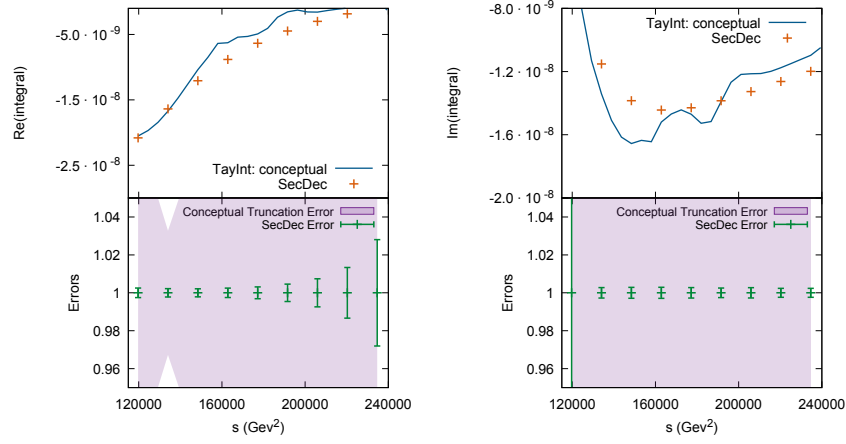 -5.0 · 10⁻⁹
-1.5 · 10⁻⁸
-2.5 · 10⁻⁸
Re(integral)
TayInt: conceptual
SecDec
1.04
1.02
1
0.98
0.96
Errors
Conceptual Truncation Error
SecDec Error
120000 160000 200000 240000
s (Gev²)
-8.0 · 10⁻⁹
-1.2 · 10⁻⁸
-1.6 · 10⁻⁸
-2.0 · 10⁻⁸
Im(integral)
TayInt: conceptual
SecDec
1.04
1.02
1
0.98
0.96
Errors
Conceptual Truncation Error
SecDec Error
120000 160000 200000 240000
s (Gev²)